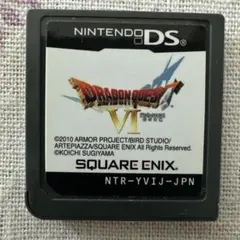 NINTENDO DS
DRAGON QUEST
VI
©2010 ARMOR PROJECT/BIRD STUDIO/
ARTEPIAZZA/SQUARE ENIX All Rights Reserved.
©KOICHI SUGIYAMA
SQUARE ENIX
NTR-YVIJ-JPN